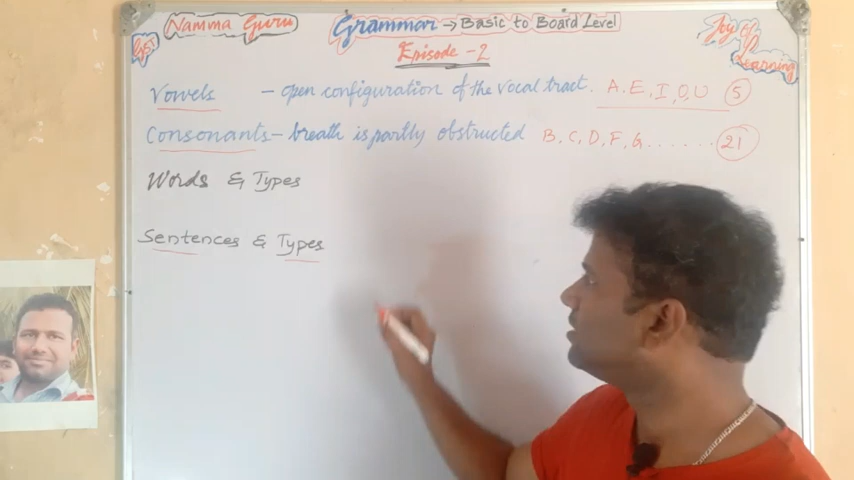 Namma Guru
Grammar → Basic to Board Level
Joy of Learning
Episode - 2
Vowels - open configuration of the vocal tract. A, E, I, O, U 5
Consonants - breath is partly obstructed B, C, D, F, G....... 21
Words & Types
Sentences & Types